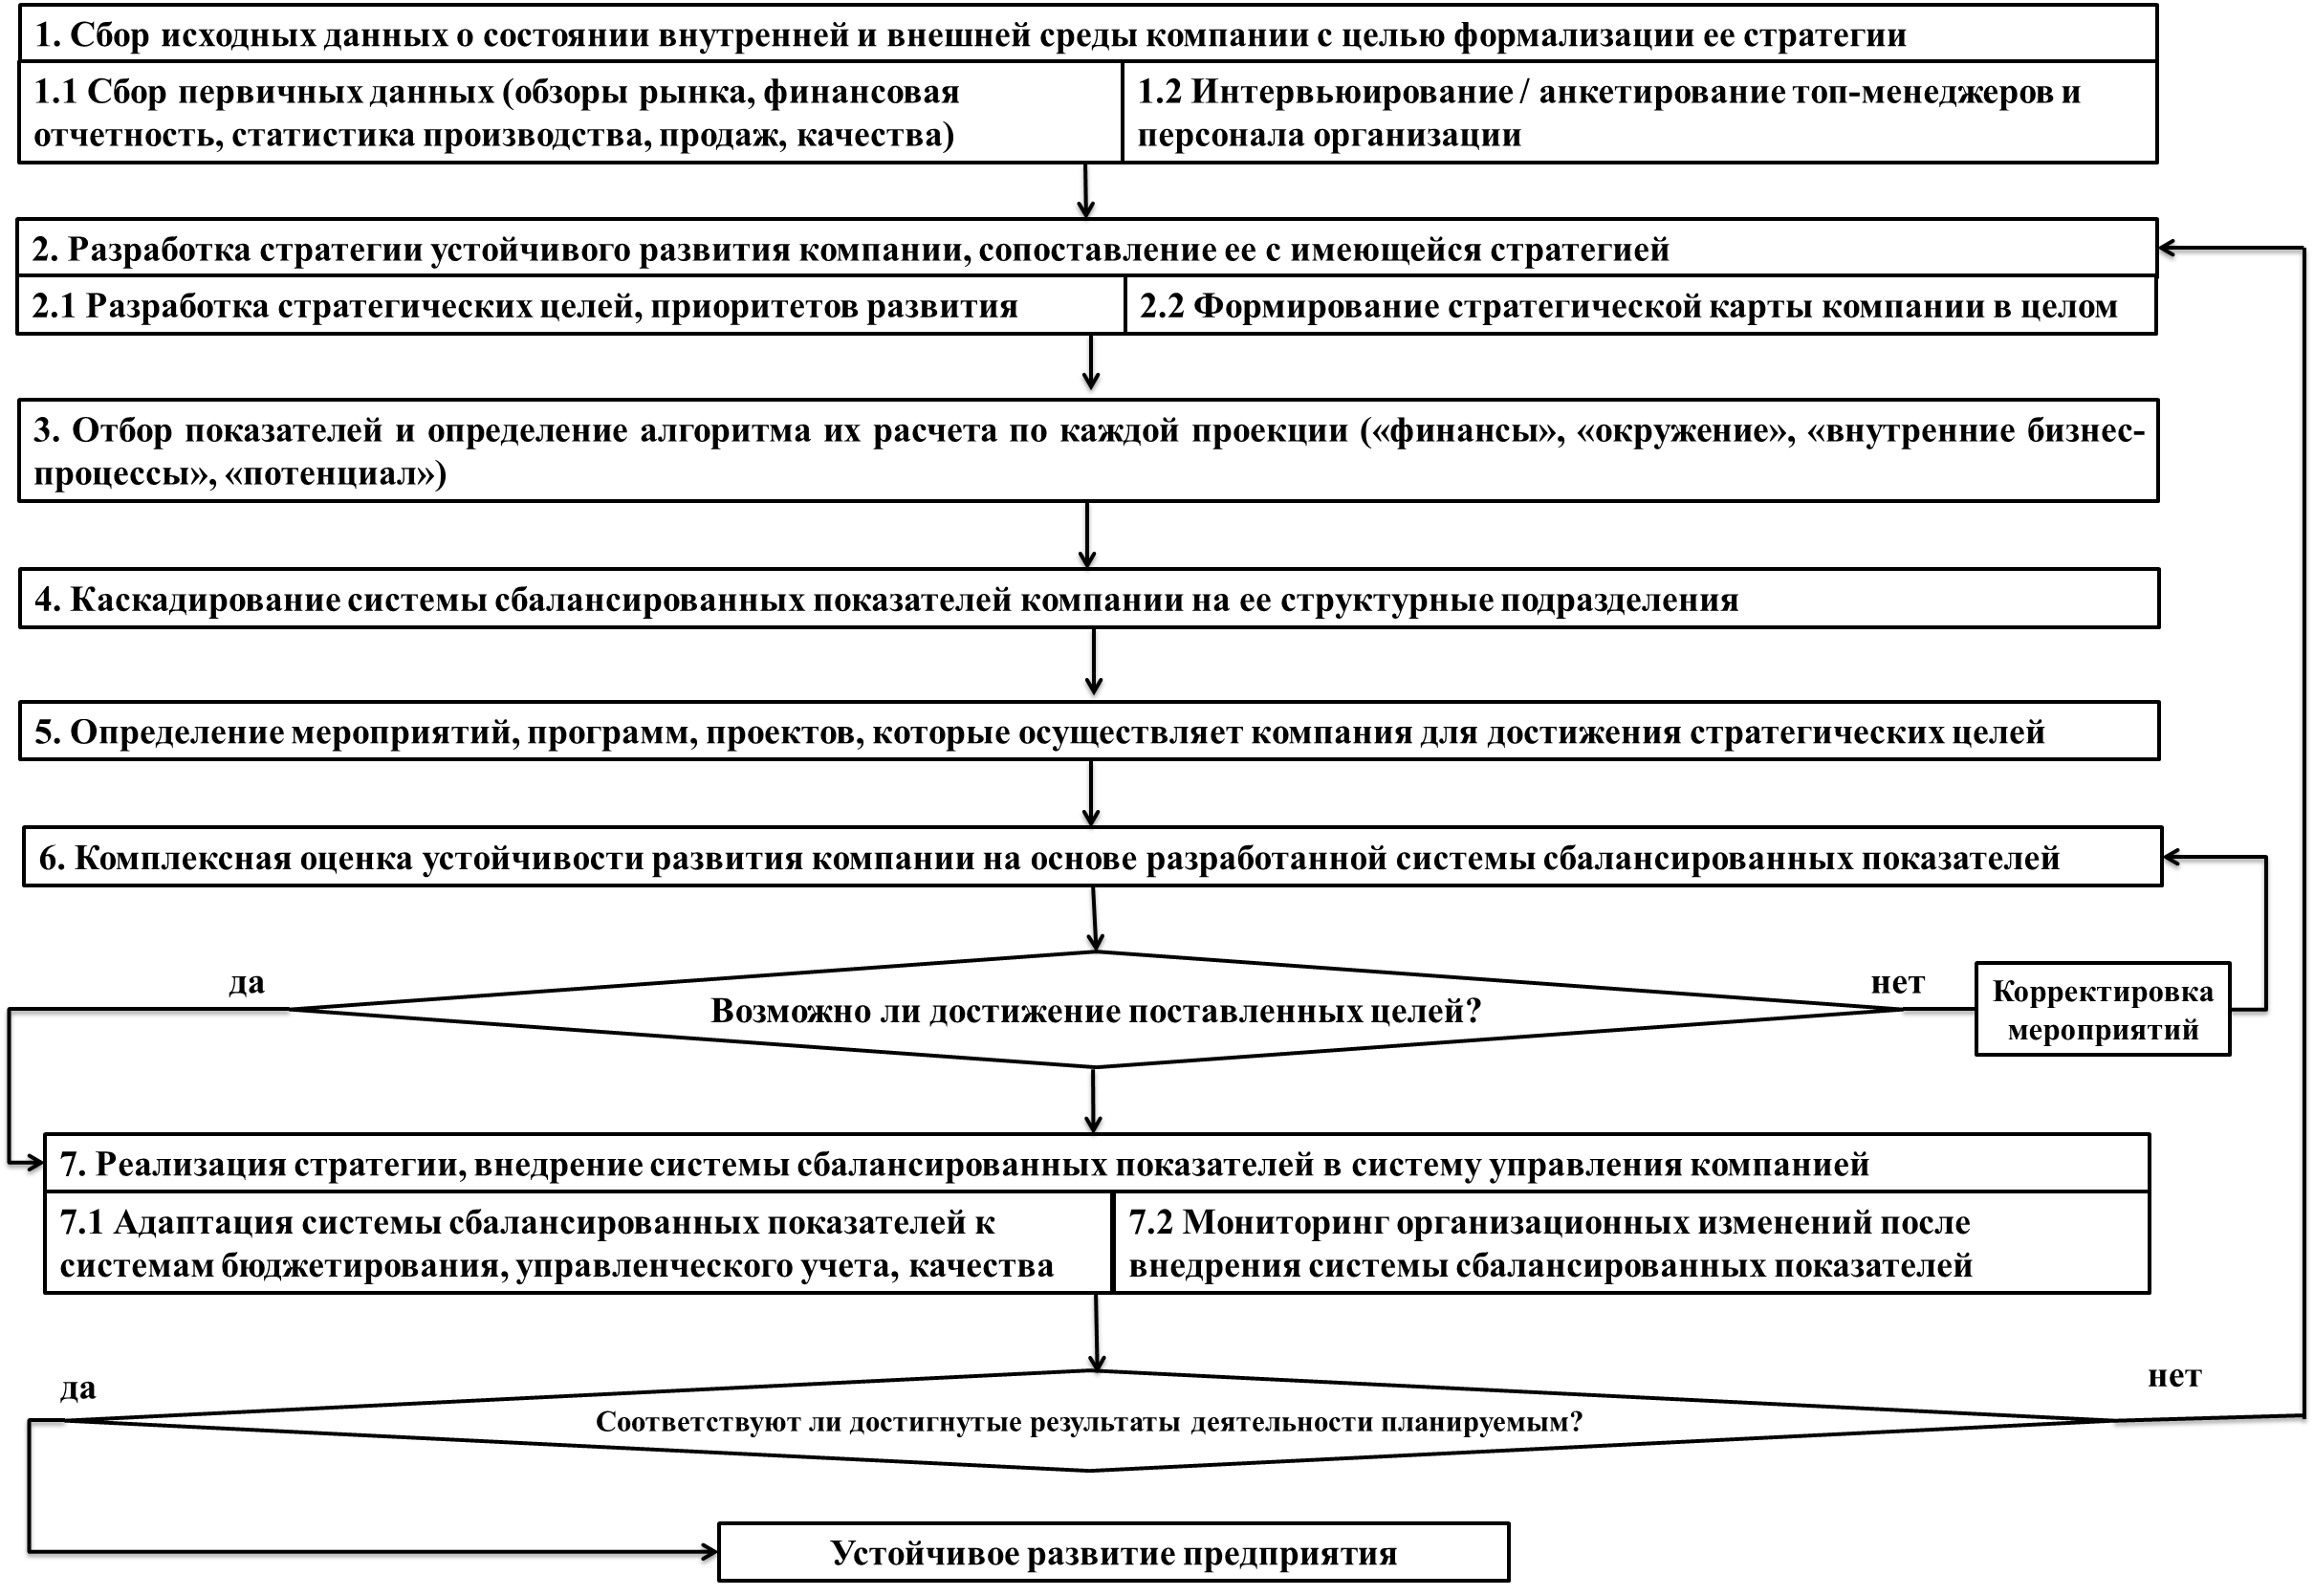 1. Сбор исходных данных о состоянии внутренней и внешней среды компании с целью формализации ее стратегии
1.1 Сбор первичных данных (обзоры рынка, финансовая
отчетность, статистика производства, продаж, качества)
1.2 Интервьюирование / анкетирование топ-менеджеров и
персонала организации
2. Разработка стратегии устойчивого развития компании, сопоставление ее с имеющейся стратегией
2.1 Разработка стратегических целей, приоритетов развития
2.2 Формирование стратегической карты компании в целом
3. Отбор показателей и определение алгоритма их расчета по каждой проекции («финансы», «окружение», «внутренние бизнес-
процессы», «потенциал»)
4. Каскадирование системы сбалансированных показателей компании на ее структурные подразделения
5. Определение мероприятий, программ, проектов, которые осуществляет компания для достижения стратегических целей
6. Комплексная оценка устойчивости развития компании на основе разработанной системы сбалансированных показателей
да
Возможно ли достижение поставленных целей?
нет
Корректировка
мероприятий
7. Реализация стратегии, внедрение системы сбалансированных показателей в систему управления компанией
7.1 Адаптация системы сбалансированных показателей к
системам бюджетирования, управленческого учета, качества
7.2 Мониторинг организационных изменений после
внедрения системы сбалансированных показателей
да
Соответствуют ли достигнутые результаты деятельности планируемым?
нет
Устойчивое развитие предприятия